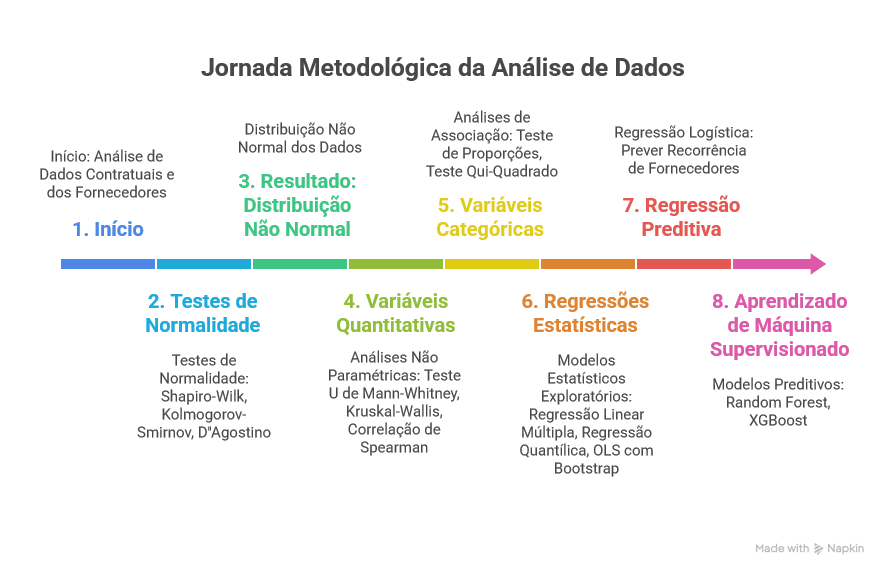 Jornada Metodológica da Análise de Dados
Início: Análise de
Dados Contratuais e
dos Fornecedores
1. Início
2. Testes de
Normalidade
Testes de
Normalidade:
Shapiro-Wilk,
Kolmogorov-
Smirnov, D"Agostino
Distribuição Não
Normal dos Dados
3. Resultado:
Distribuição
Não Normal
4. Variáveis
Quantitativas
Análises Não
Paramétricas: Teste
U de Mann-Whitney,
Kruskal-Wallis,
Correlação de
Spearman
Análises de
Associação: Teste
de Proporções,
Teste Qui-Quadrado
5. Variáveis
Categóricas
6. Regressões
Estatísticas
Modelos
Estatísticos
Exploratórios:
Regressão Linear
Múltipla, Regressão
Quantílica, OLS com
Bootstrap
Regressão Logística:
Prever Recorrência
de Fornecedores
7. Regressão
Preditiva
8. Aprendizado
de Máquina
Supervisionado
Modelos Preditivos:
Random Forest,
XGBoost
Made with Napkin